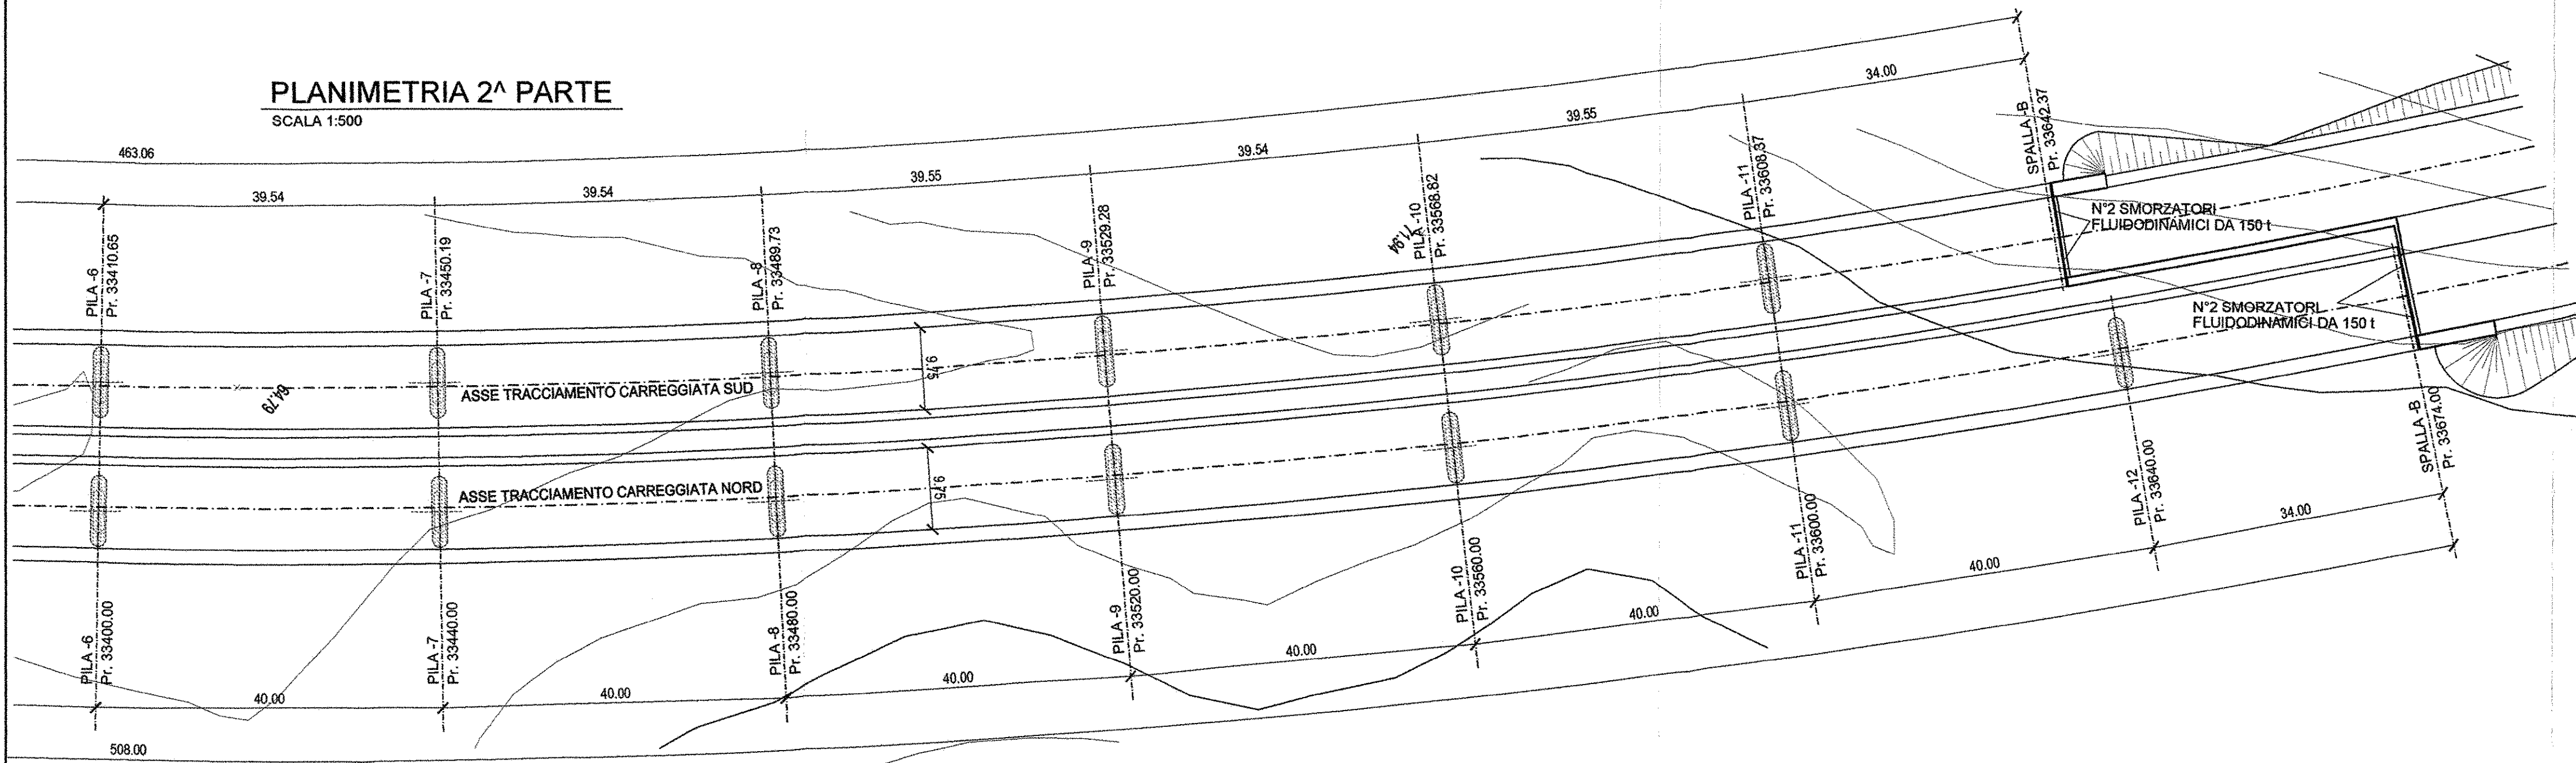 PLANIMETRIA 2^ PARTE
SCALA 1:500
463.06
39.54
39.54
39.55
39.54
39.55
34.00
PILA -6
Pr. 33410.65
PILA -7
Pr. 33450.19
PILA -8
Pr. 33489.73
PILA -9
Pr. 33529.28
PILA -10
Pr. 33568.82
71.94
PILA -11
Pr. 33608.37
SPALLA -B
Pr. 33642.37
N°2 SMORZATORI
FLUIDODINAMICI DA 150 t
64.79
ASSE TRACCIAMENTO CARREGGIATA SUD
9.75
ASSE TRACCIAMENTO CARREGGIATA NORD
9.75
N°2 SMORZATORI
FLUIDODINAMICI DA 150 t
PILA -6
Pr. 33400.00
PILA -7
Pr. 33440.00
PILA -8
Pr. 33480.00
PILA -9
Pr. 33520.00
PILA -10
Pr. 33560.00
PILA -11
Pr. 33600.00
PILA -12
Pr. 33640.00
SPALLA -B
Pr. 33674.00
40.00
40.00
40.00
40.00
40.00
40.00
34.00
508.00